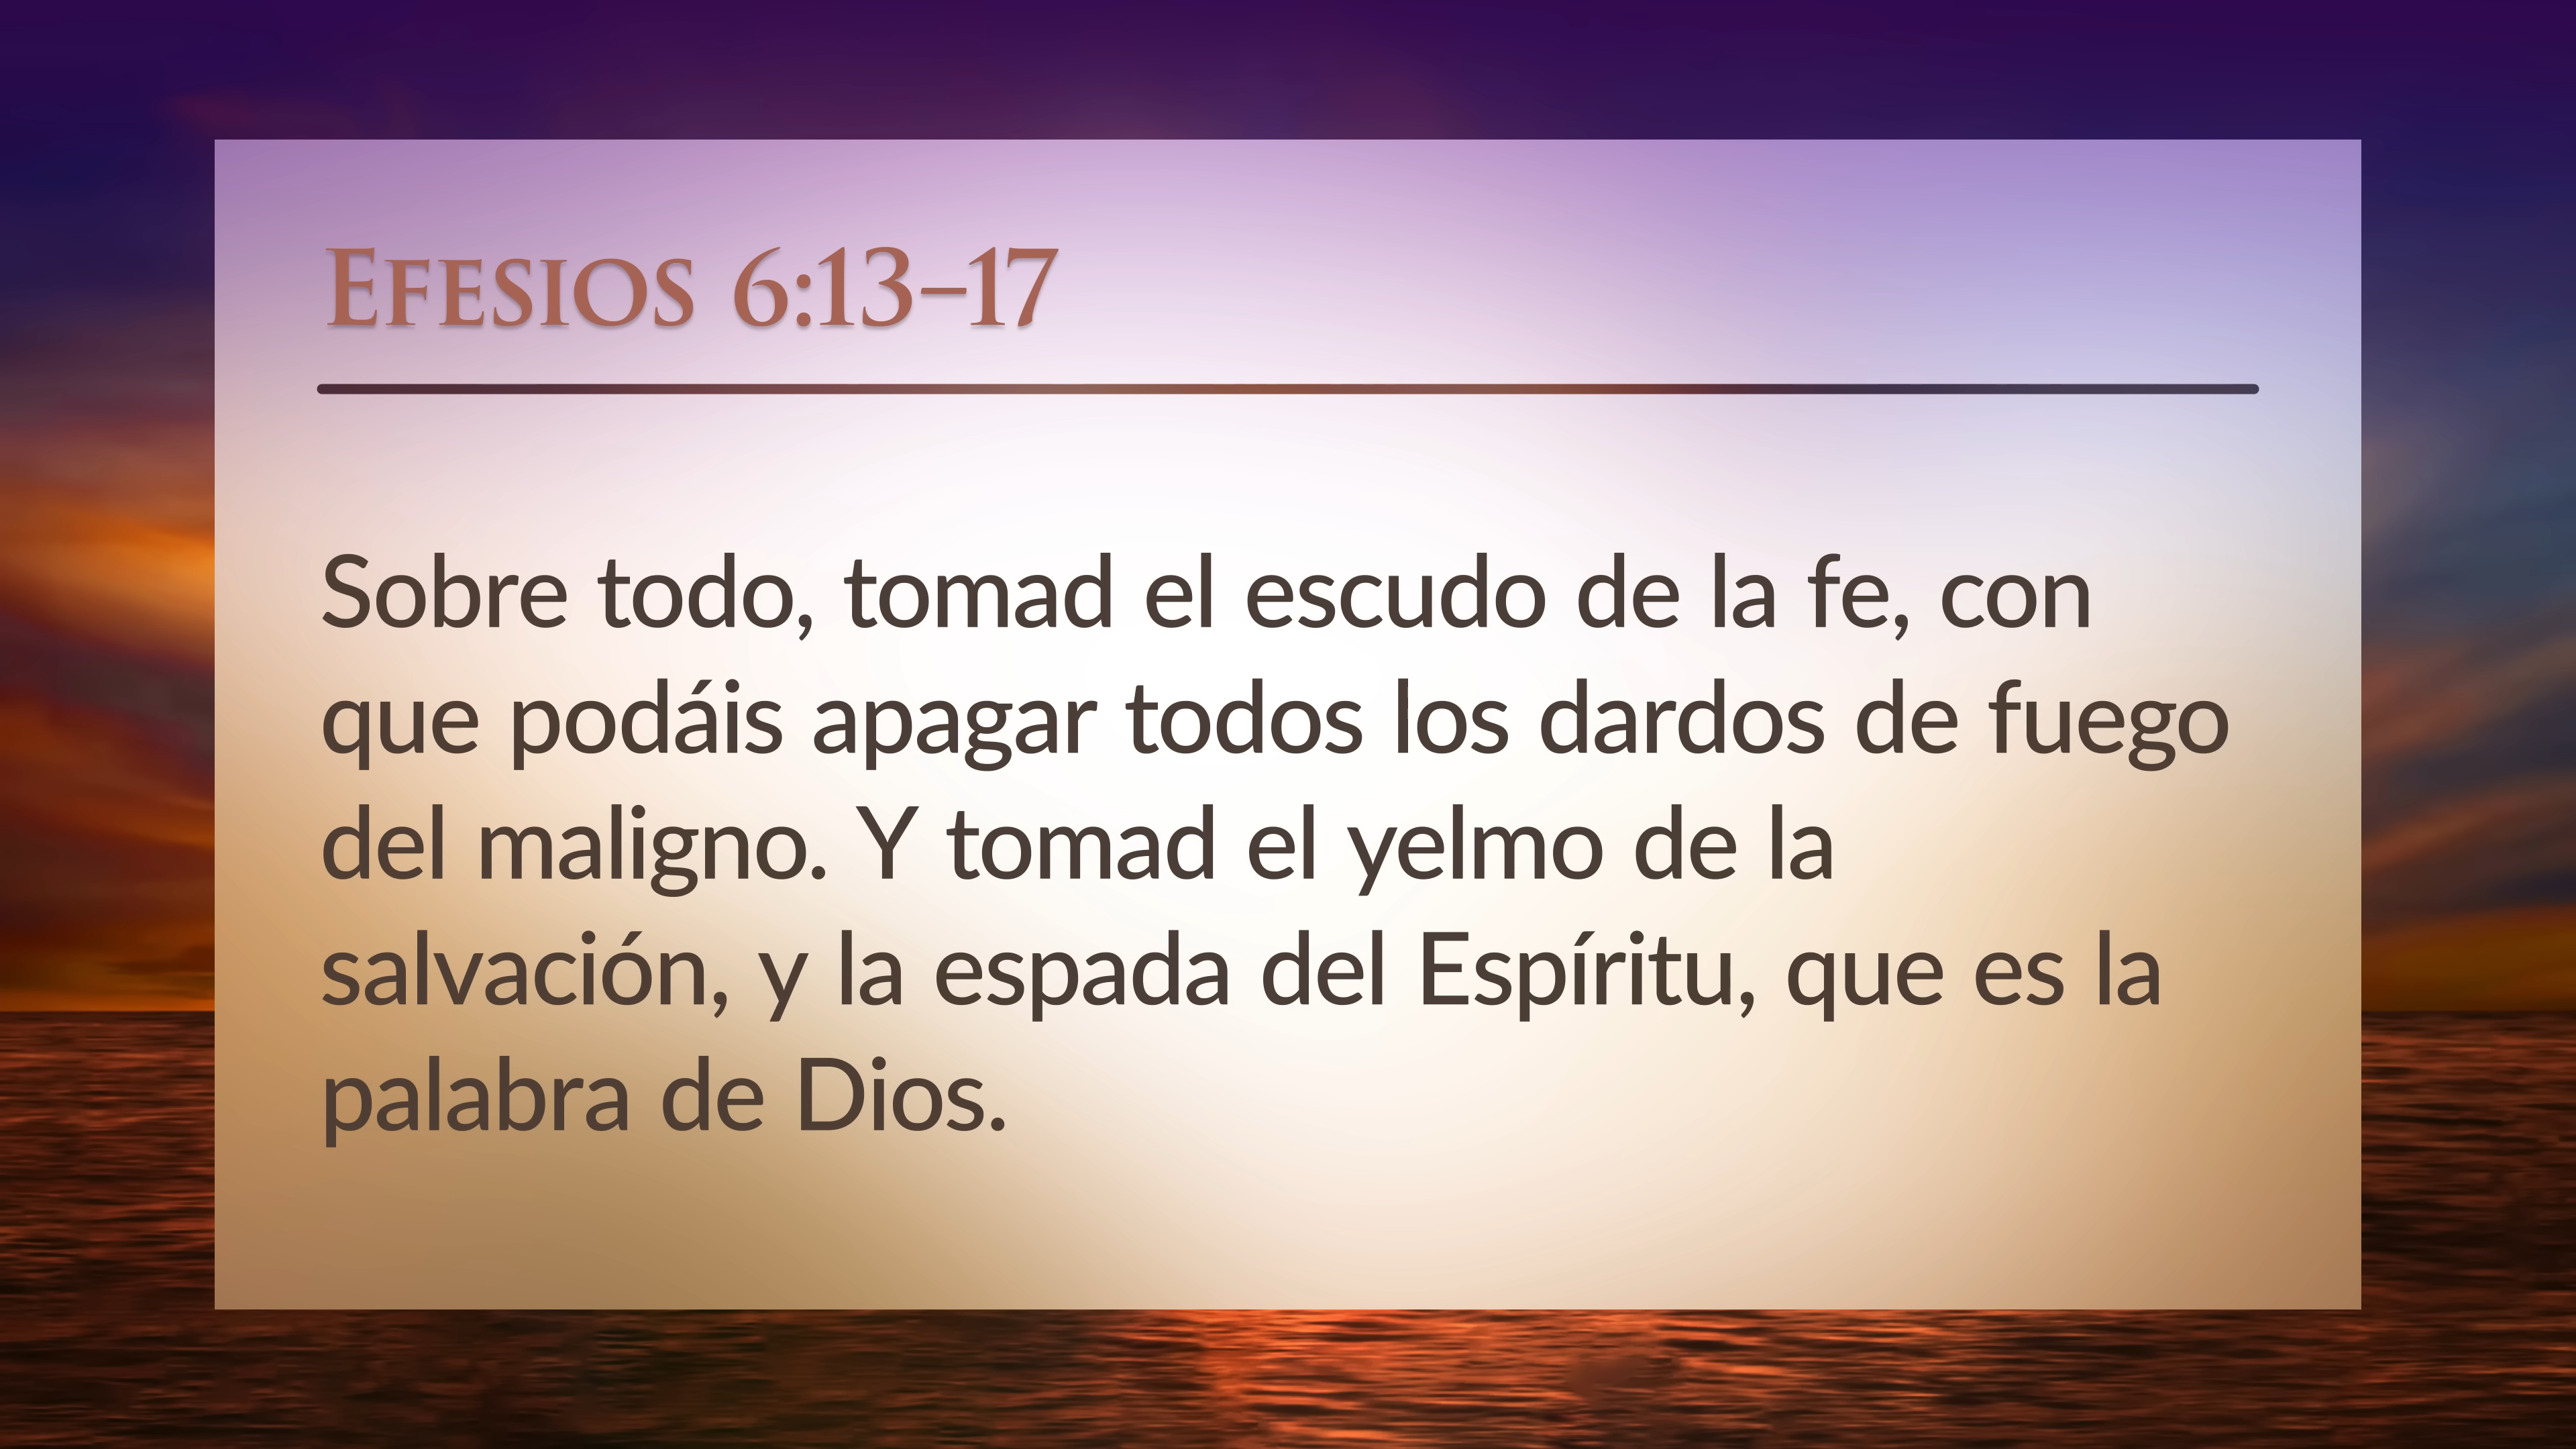 Efesios 6:13–17
Sobre todo, tomad el escudo de la fe, con
que podáis apagar todos los dardos de fuego
del maligno. Y tomad el yelmo de la
salvación, y la espada del Espíritu, que es la
palabra de Dios.